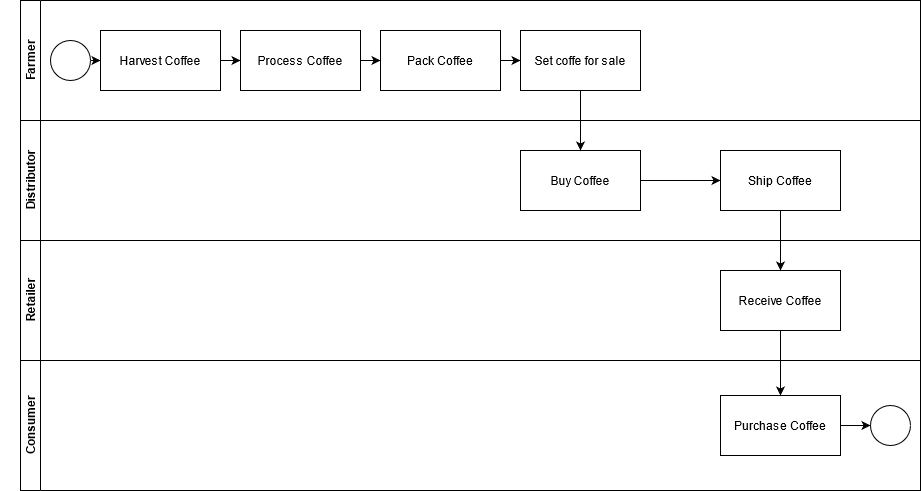 Farmer
Harvest Coffee
Process Coffee
Pack Coffee
Set coffe for sale
Distributor
Buy Coffee
Ship Coffee
Retailer
Receive Coffee
Consumer
Purchase Coffee